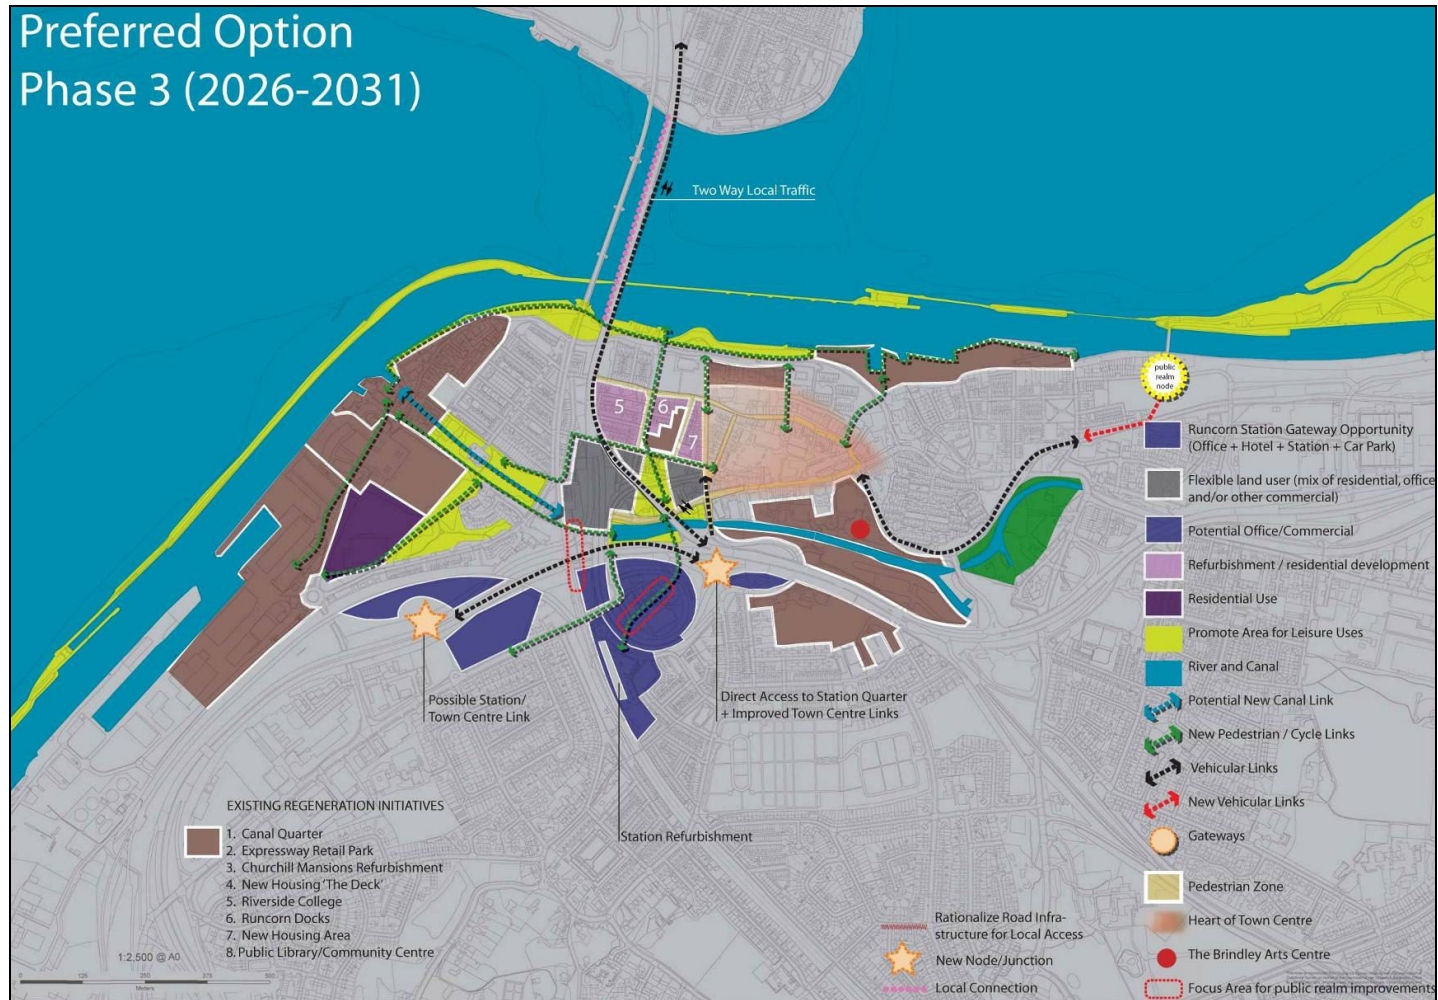 Preferred Option
Phase 3 (2026-2031)
Two Way Local Traffic
public
realm
node
5
6
7
Runcorn Station Gateway Opportunity
(Office + Hotel + Station + Car Park)
Flexible land user (mix of residential, office
and/or other commercial)
Potential Office/Commercial
Refurbishment / residential development
Residential Use
Promote Area for Leisure Uses
River and Canal
Potential New Canal Link
New Pedestrian / Cycle Links
Vehicular Links
New Vehicular Links
Gateways
Pedestrian Zone
Heart of Town Centre
The Brindley Arts Centre
Focus Area for public realm improvements
Possible Station/
Town Centre Link
Direct Access to Station Quarter
+ Improved Town Centre Links
Station Refurbishment
EXISTING REGENERATION INITIATIVES
1. Canal Quarter
2. Expressway Retail Park
3. Churchill Mansions Refurbishment
4. New Housing 'The Deck'
5. Riverside College
6. Runcorn Docks
7. New Housing Area
8. Public Library/Community Centre
1:2,500 @ A0
0 125 250 375 500
Meters
Rationalize Road Infra-
structure for Local Access
New Node/Junction
Local Connection